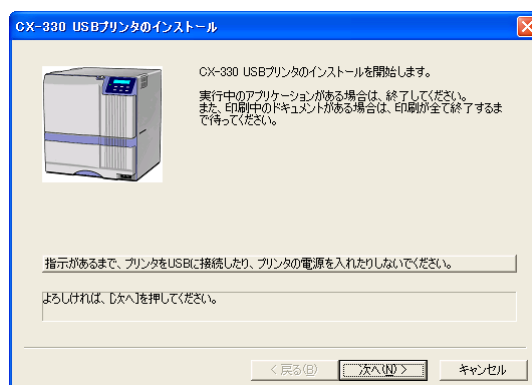 CX-330 USBプリンタのインストール
CX-330 USBプリンタのインストールを開始します。
実行中のアプリケーションがある場合は、終了してください。
また、印刷中のドキュメントがある場合は、印刷が全て終了するま
で待ってください。
指示があるまで、プリンタをUSBに接続したり、プリンタの電源を入れたりしないでください。
よろしければ、[次へ]を押してください。
< 戻る(B)
次へ(N) >
キャンセル